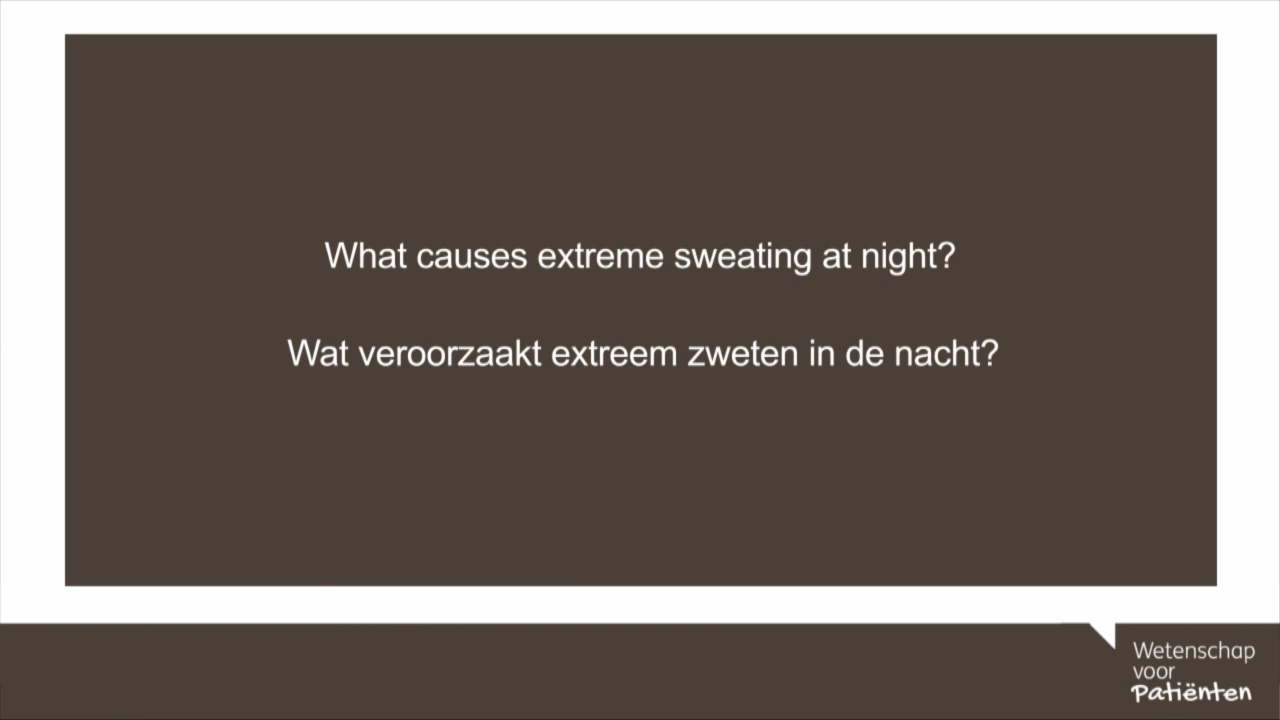 What causes extreme sweating at night?
Wat veroorzaakt extreem zweten in de nacht?
Wetenschap
voor
Patiënten